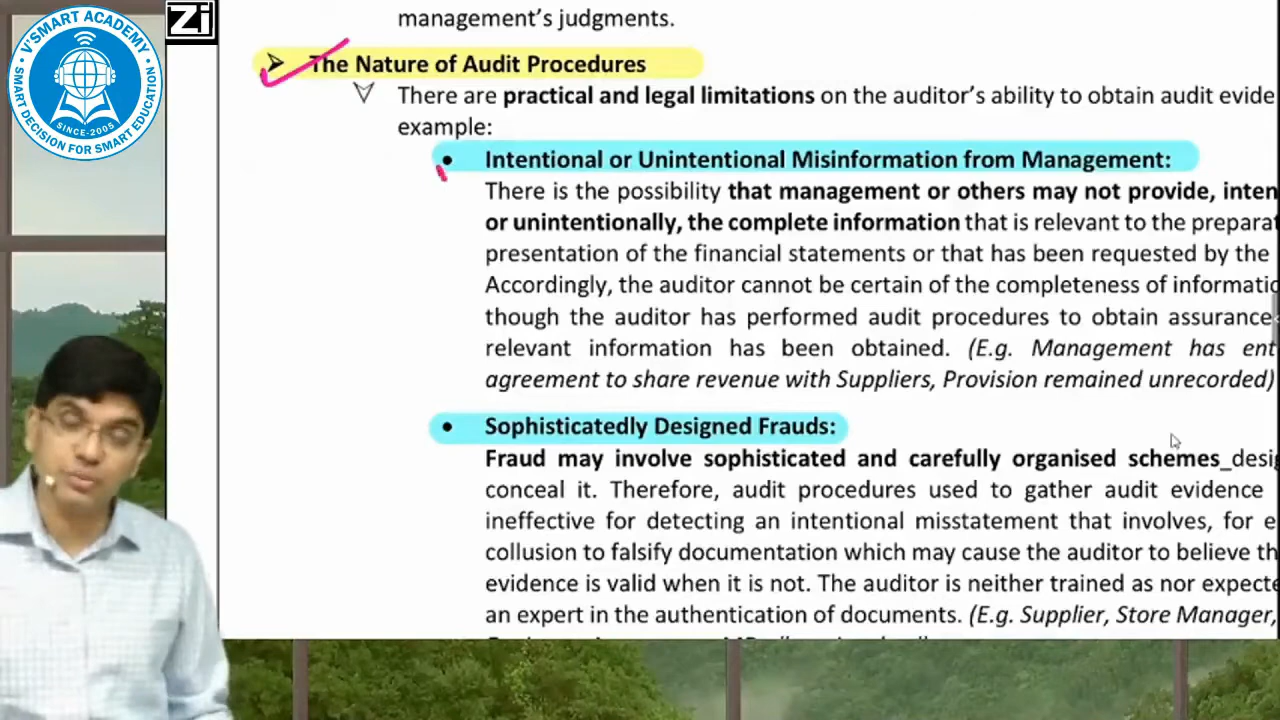 V'SMART ACADEMY
SINCE-2005
SMART DECISION FOR SMART EDUCATION
Zi
management's judgments.
➢ The Nature of Audit Procedures
There are practical and legal limitations on the auditor's ability to obtain audit evide
example:
• Intentional or Unintentional Misinformation from Management:
There is the possibility that management or others may not provide, inten
or unintentionally, the complete information that is relevant to the preparat
presentation of the financial statements or that has been requested by the
Accordingly, the auditor cannot be certain of the completeness of informatio
though the auditor has performed audit procedures to obtain assurance
relevant information has been obtained. (E.g. Management has ent
agreement to share revenue with Suppliers, Provision remained unrecorded)
• Sophisticatedly Designed Frauds:
Fraud may involve sophisticated and carefully organised schemes_desig
conceal it. Therefore, audit procedures used to gather audit evidence
ineffective for detecting an intentional misstatement that involves, for e
collusion to falsify documentation which may cause the auditor to believe th
evidence is valid when it is not. The auditor is neither trained as nor expecte
an expert in the authentication of documents. (E.g. Supplier, Store Manager,